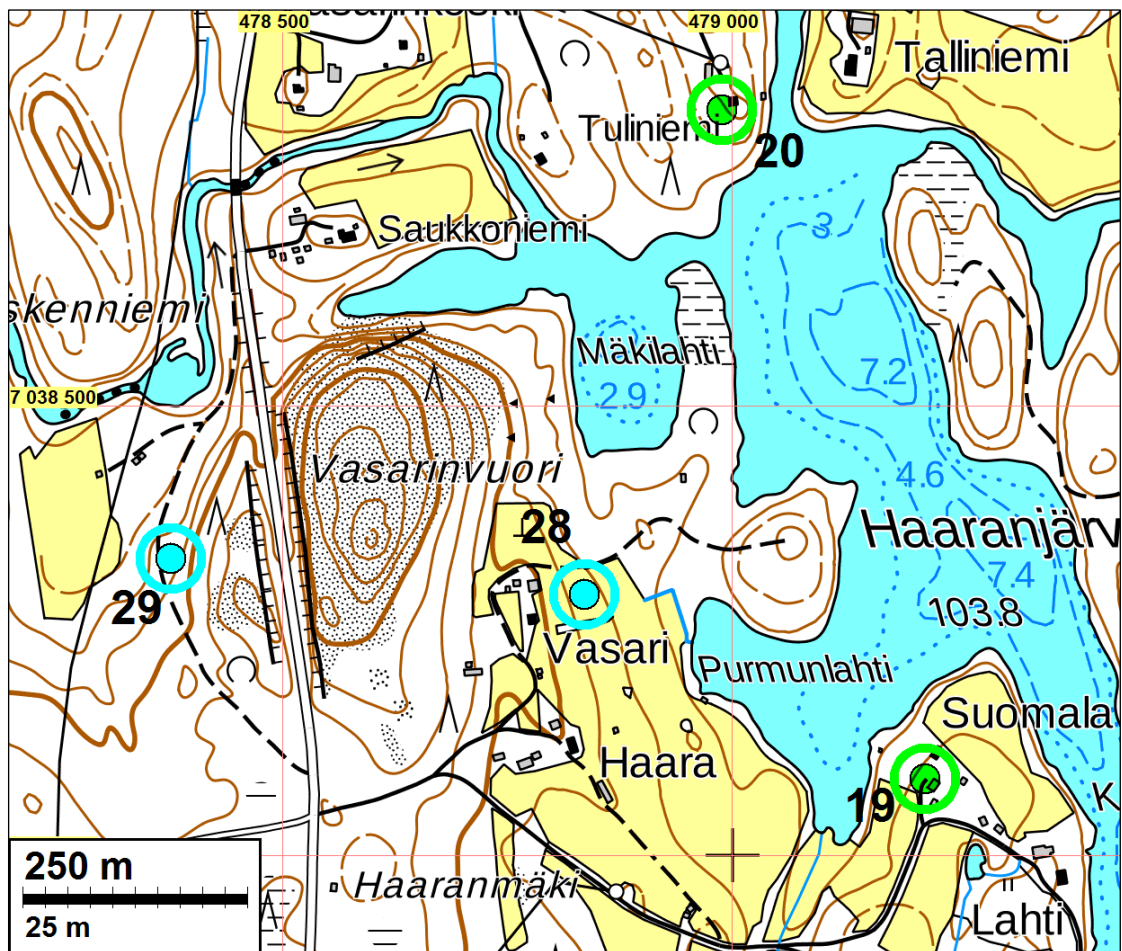 478 500
479 000
Talliniemi
Tuliniemi
20
Saukkoniemi
3
skenniemi
Mäkilahti
7.2
2.9
7 038 500
Vasarinvuori
4.6
28
Haaranjärv
7.4
29
103.8
Vasari
Purmunlahti
Suomala
Haara
19
K
250 m
25 m
Haaranmäki
Lahti